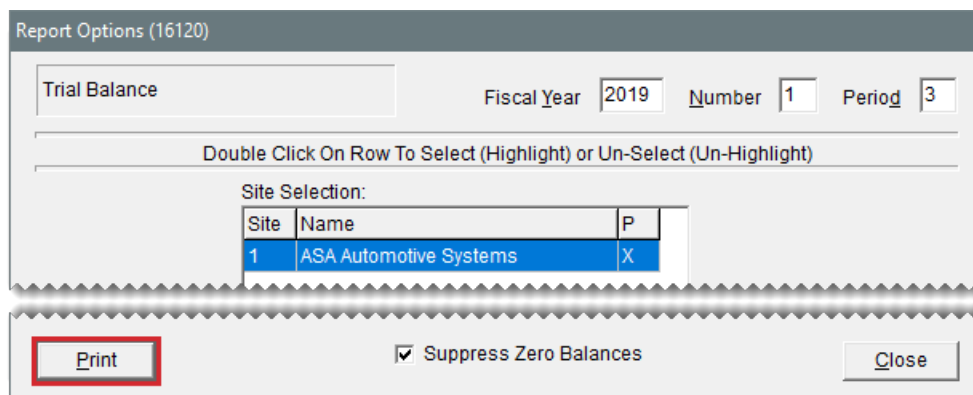 Report Options (16120)
Trial Balance
Fiscal Year 2019 Number 1 Period 3
Double Click On Row To Select (Highlight) or Un-Select (Un-Highlight)
Site Selection:
Site Name P
1 ASA Automotive Systems X
Print Suppress Zero Balances Close